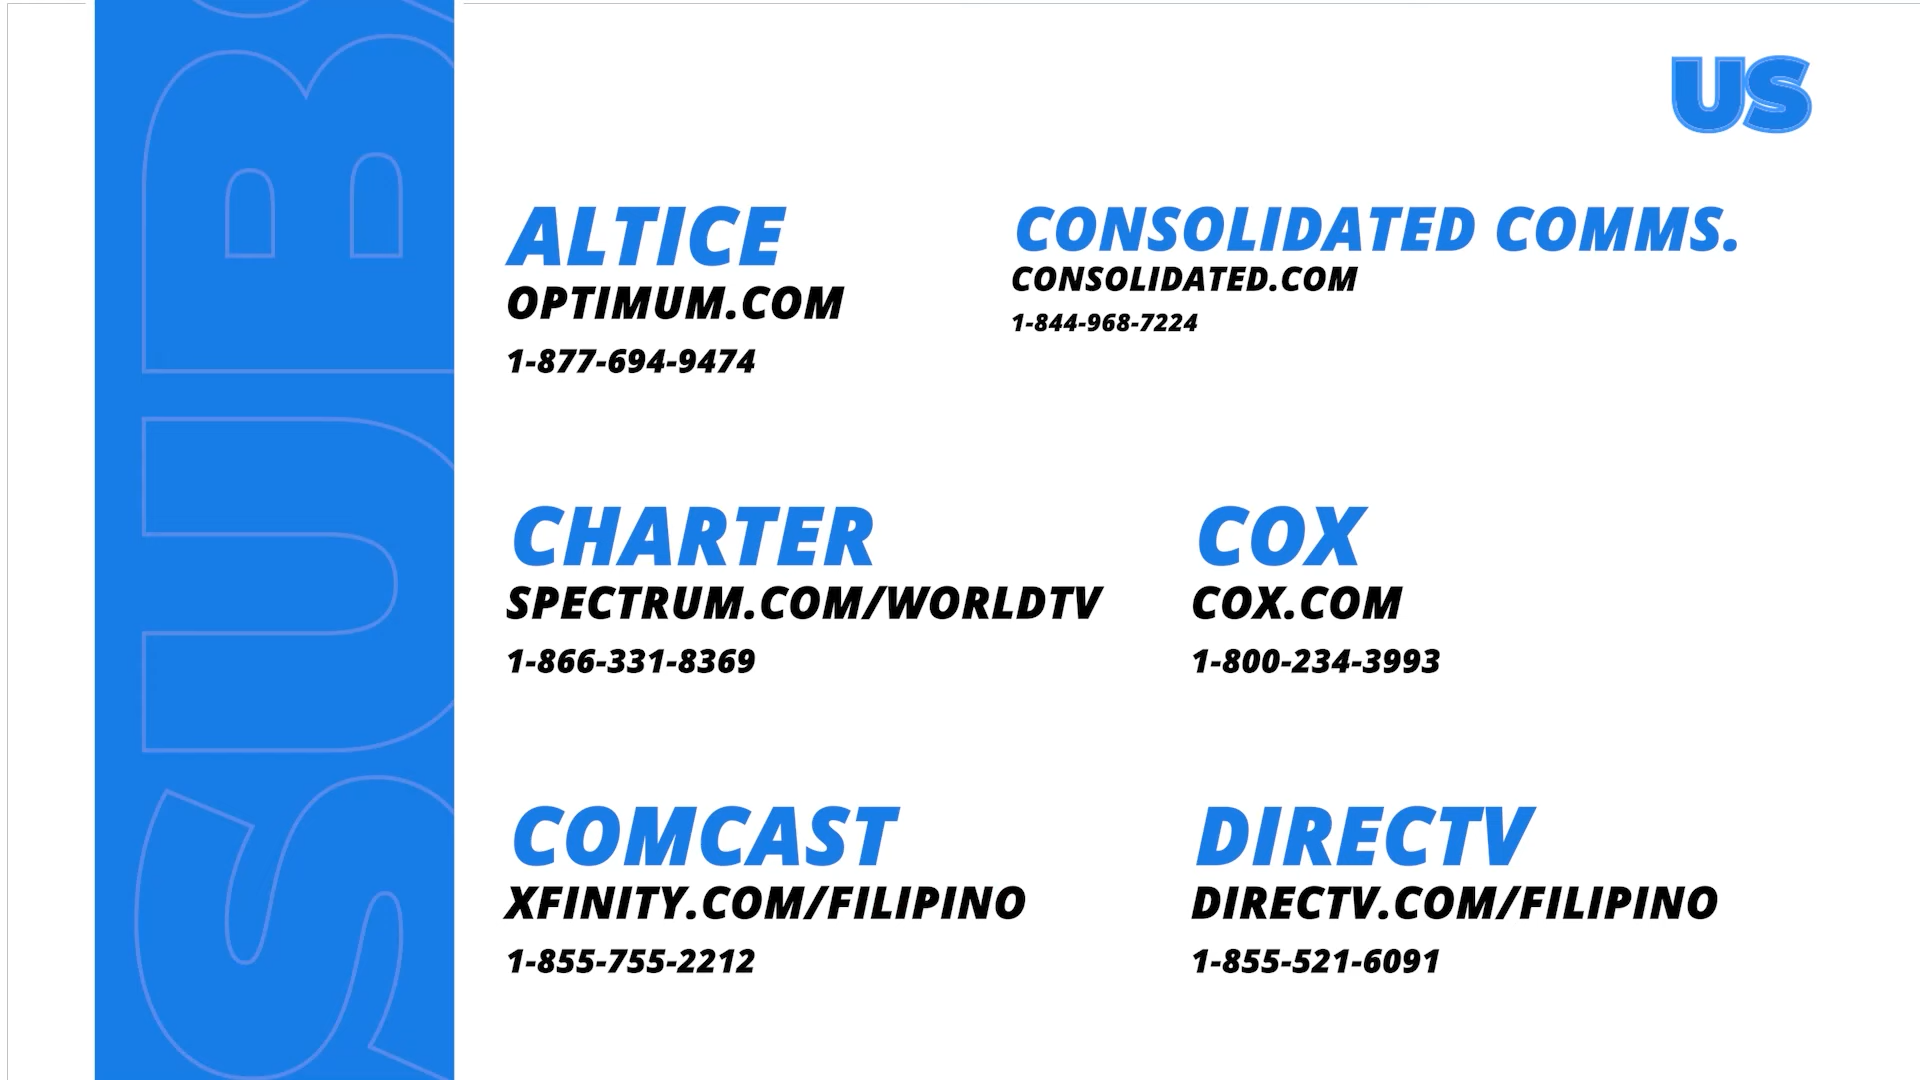 US
SUB
ALTICE
OPTIMUM.COM
1-877-694-9474
CONSOLIDATED COMMS.
CONSOLIDATED.COM
1-844-968-7224
CHARTER
SPECTRUM.COM/WORLDTV
1-866-331-8369
COX
COX.COM
1-800-234-3993
COMCAST
XFINITY.COM/FILIPINO
1-855-755-2212
DIRECTV
DIRECTV.COM/FILIPINO
1-855-521-6091